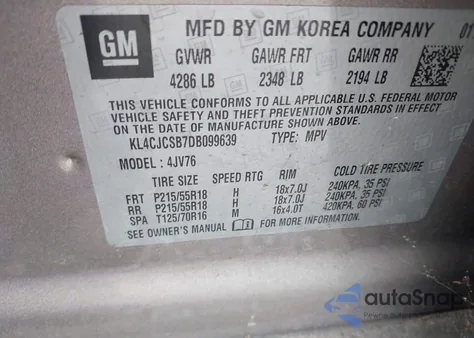 GM
MFD BY GM KOREA COMPANY 01
GVWR GAWR FRT GAWR RR
4286 LB 2348 LB 2194 LB
THIS VEHICLE CONFORMS TO ALL APPLICABLE U.S. FEDERAL MOTOR
VEHICLE SAFETY AND THEFT PREVENTION STANDARDS IN EFFECT
ON THE DATE OF MANUFACTURE SHOWN ABOVE.
KL4CJCSB7DB099639 TYPE: MPV
MODEL: 4JV76
TIRE SIZE SPEED RTG RIM COLD TIRE PRESSURE
FRT P215/55R18 H 18x7.0J 240KPA, 35 PSI
RR P215/55R18 H 18x7.0J 240KPA, 35 PSI
SPA T125/70R16 M 16x4.0T 420KPA, 60 PSI
SEE OWNER'S MANUAL FOR MORE INFORMATION.
autoSnap